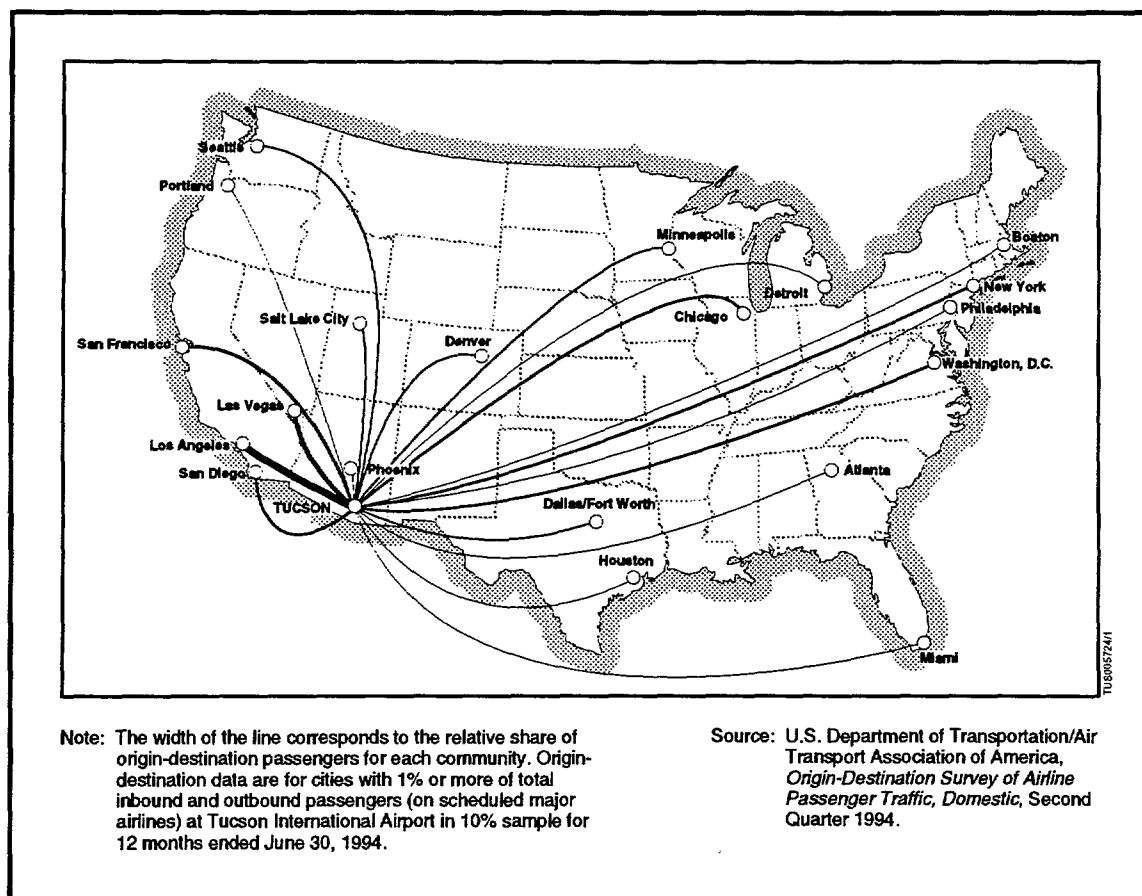 Seattle
Portland
Minneapolis
Boston
Detroit
New York
Salt Lake City
Chicago
Philadelphia
San Francisco
Denver
Washington, D.C.
Las Vegas
Los Angeles
San Diego
Phoenix
Atlanta
TUCSON
Dallas/Fort Worth
Houston
Miami
TUS005724/1
Note: The width of the line corresponds to the relative share of
origin-destination passengers for each community. Origin-
destination data are for cities with 1% or more of total
inbound and outbound passengers (on scheduled major
airlines) at Tucson International Airport in 10% sample for
12 months ended June 30, 1994.
Source: U.S. Department of Transportation/Air
Transport Association of America,
Origin-Destination Survey of Airline
Passenger Traffic, Domestic, Second
Quarter 1994.